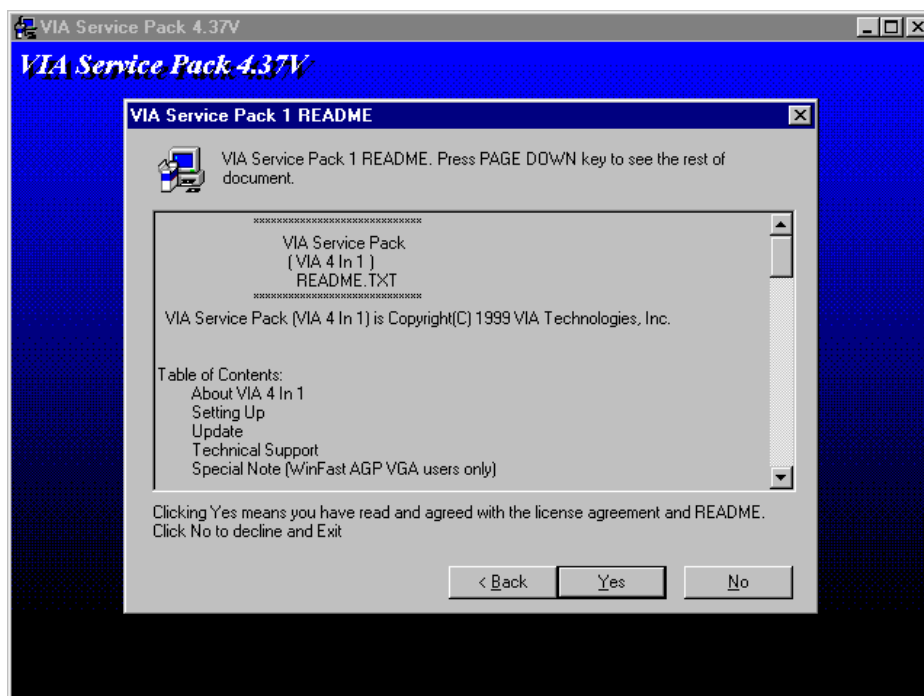 VIA Service Pack 4.37V
VIA Service Pack 4.37V
VIA Service Pack 1 README
VIA Service Pack 1 README. Press PAGE DOWN key to see the rest of
document.
VIA Service Pack
( VIA 4 In 1 )
README.TXT
VIA Service Pack (VIA 4 In 1) is Copyright(C) 1999 VIA Technologies, Inc.
Table of Contents:
About VIA 4 In 1
Setting Up
Update
Technical Support
Special Note (WinFast AGP VGA users only)
Clicking Yes means you have read and agreed with the license agreement and README.
Click No to decline and Exit
< Back
Yes
No